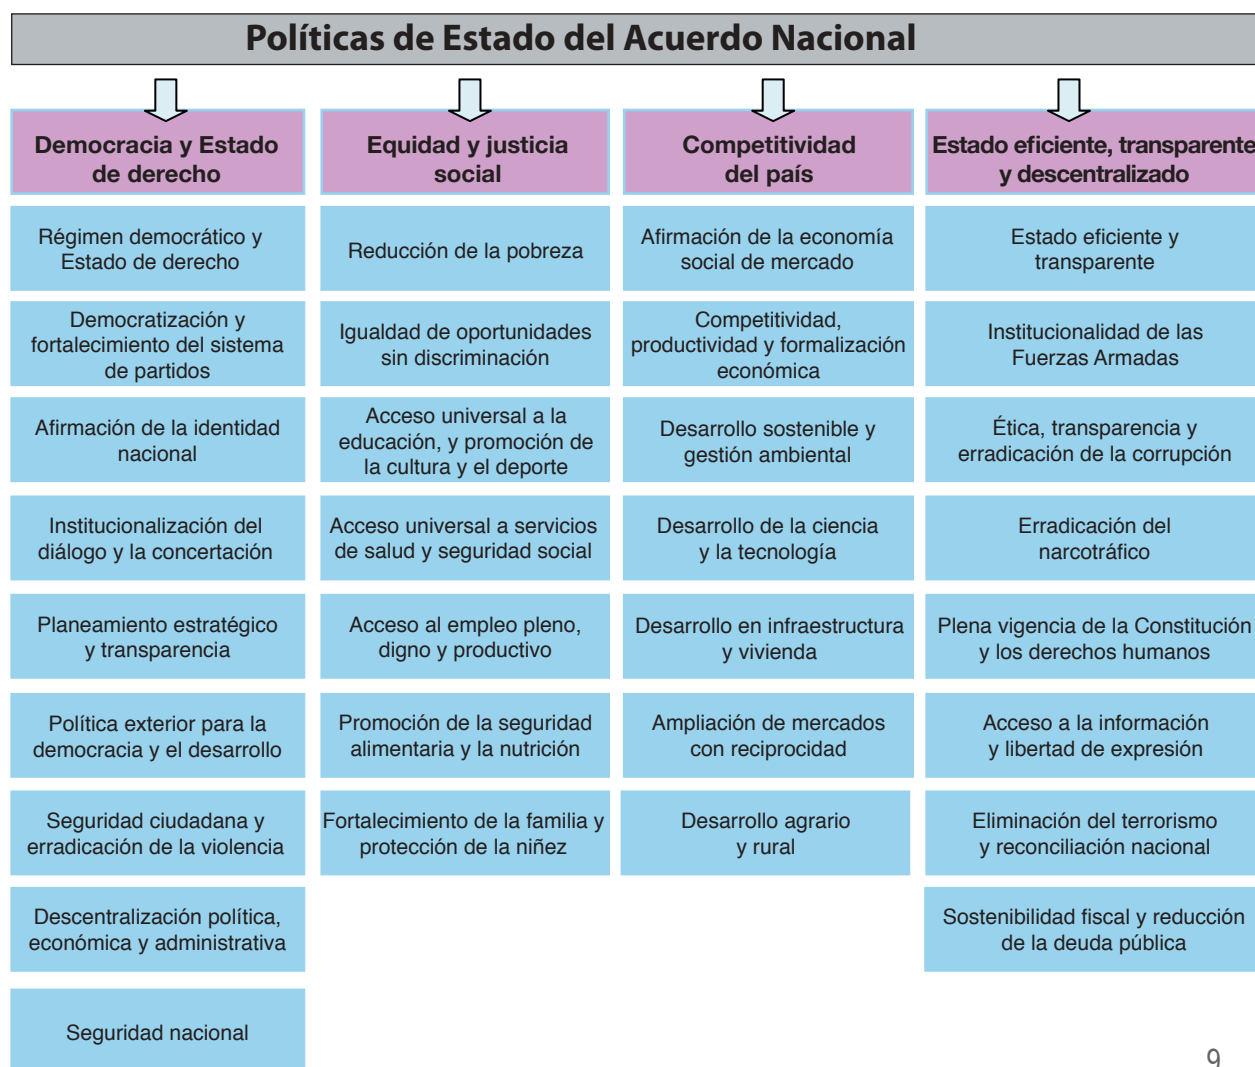 Políticas de Estado del Acuerdo Nacional
Democracia y Estado
de derecho
Régimen democrático y
Estado de derecho
Democratización y
fortalecimiento del sistema
de partidos
Afirmación de la identidad
nacional
Institucionalización del
diálogo y la concertación
Planeamiento estratégico
y transparencia
Política exterior para la
democracia y el desarrollo
Seguridad ciudadana y
erradicación de la violencia
Descentralización política,
económica y administrativa
Seguridad nacional
Equidad y justicia
social
Reducción de la pobreza
Igualdad de oportunidades
sin discriminación
Acceso universal a la
educación, y promoción de
la cultura y el deporte
Acceso universal a servicios
de salud y seguridad social
Acceso al empleo pleno,
digno y productivo
Promoción de la seguridad
alimentaria y la nutrición
Fortalecimiento de la familia y
protección de la niñez
Competitividad
del país
Afirmación de la economía
social de mercado
Competitividad,
productividad y formalización
económica
Desarrollo sostenible y
gestión ambiental
Desarrollo de la ciencia
y la tecnología
Desarrollo en infraestructura
y vivienda
Ampliación de mercados
con reciprocidad
Desarrollo agrario
y rural
Estado eficiente, transparente
y descentralizado
Estado eficiente y
transparente
Institucionalidad de las
Fuerzas Armadas
Ética, transparencia y
erradicación de la corrupción
Erradicación del
narcotráfico
Plena vigencia de la Constitución
y los derechos humanos
Acceso a la información
y libertad de expresión
Eliminación del terrorismo
y reconciliación nacional
Sostenibilidad fiscal y reducción
de la deuda pública
9